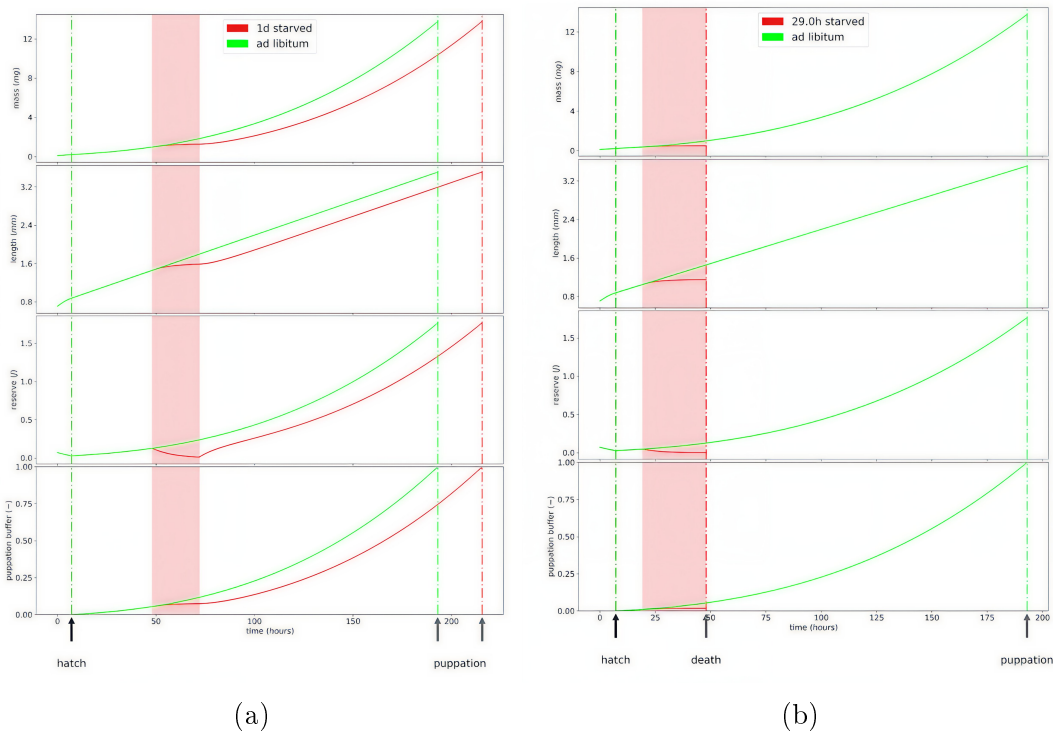 1d starved
ad libitum
mass (mg)
12
8
4
0
length (mm)
3.2
2.4
1.6
0.8
reserve (J)
1.5
1.0
0.5
0.0
puppation buffer (−)
1.00
0.75
0.50
0.25
0.00
0 50 100 150 200
time (hours)
hatch puppation
(a)
29.0h starved
ad libitum
mass (mg)
12
8
4
0
length (mm)
3.2
2.4
1.6
0.8
reserve (J)
1.5
1.0
0.5
0.0
puppation buffer (−)
1.00
0.75
0.50
0.25
0.00
0 25 50 75 100 125 150 175 200
time (hours)
hatch death puppation
(b)